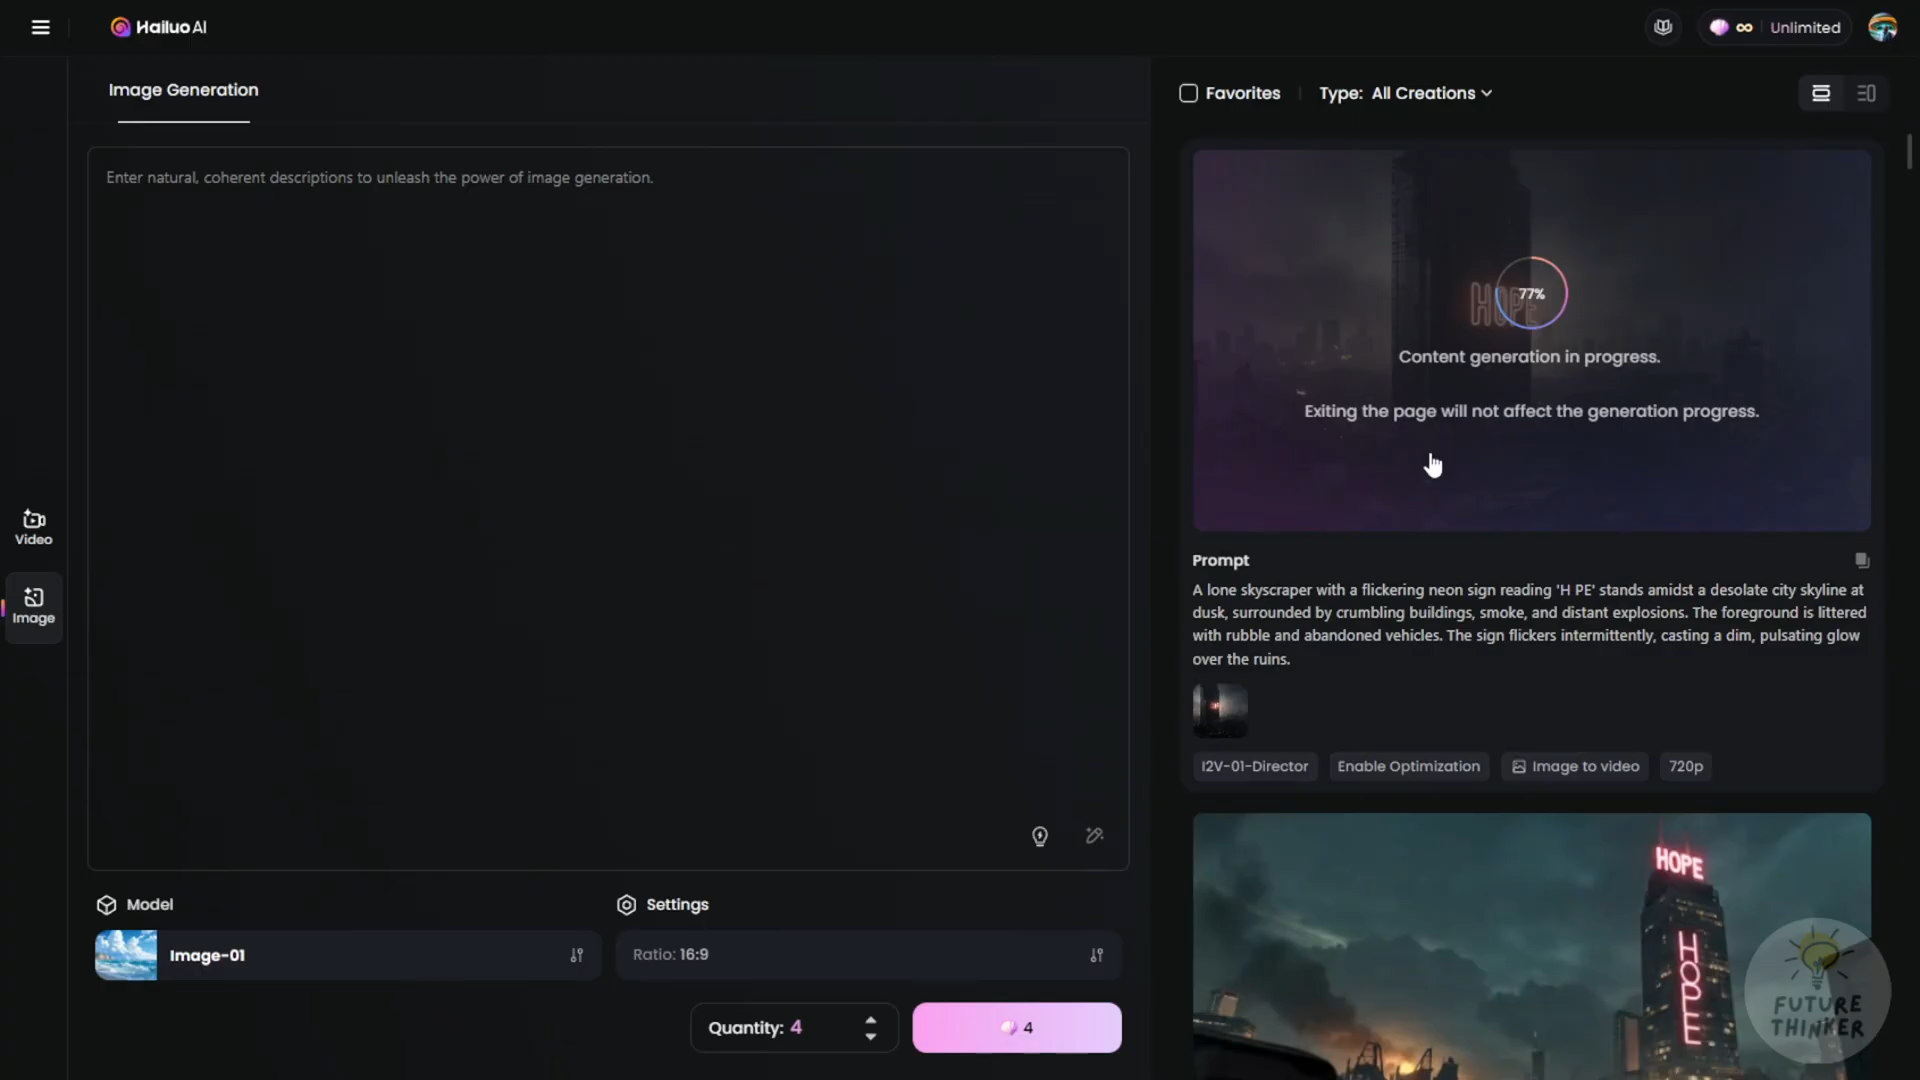 Hailuo AI
Unlimited
Image Generation
Favorites
Type: All Creations
Enter natural, coherent descriptions to unleash the power of image generation.
HOPE
77%
Content generation in progress.
Exiting the page will not affect the generation progress.
Video
Image
Prompt
A lone skyscraper with a flickering neon sign reading 'H PE' stands amidst a desolate city skyline at
dusk, surrounded by crumbling buildings, smoke, and distant explosions. The foreground is littered
with rubble and abandoned vehicles. The sign flickers intermittently, casting a dim, pulsating glow
over the ruins.
I2V-01-Director
Enable Optimization
Image to video
720p
HOPE
HOPE
Model
Settings
Image-01
Ratio: 16:9
Quantity: 4
4
FUTURE
THINKER